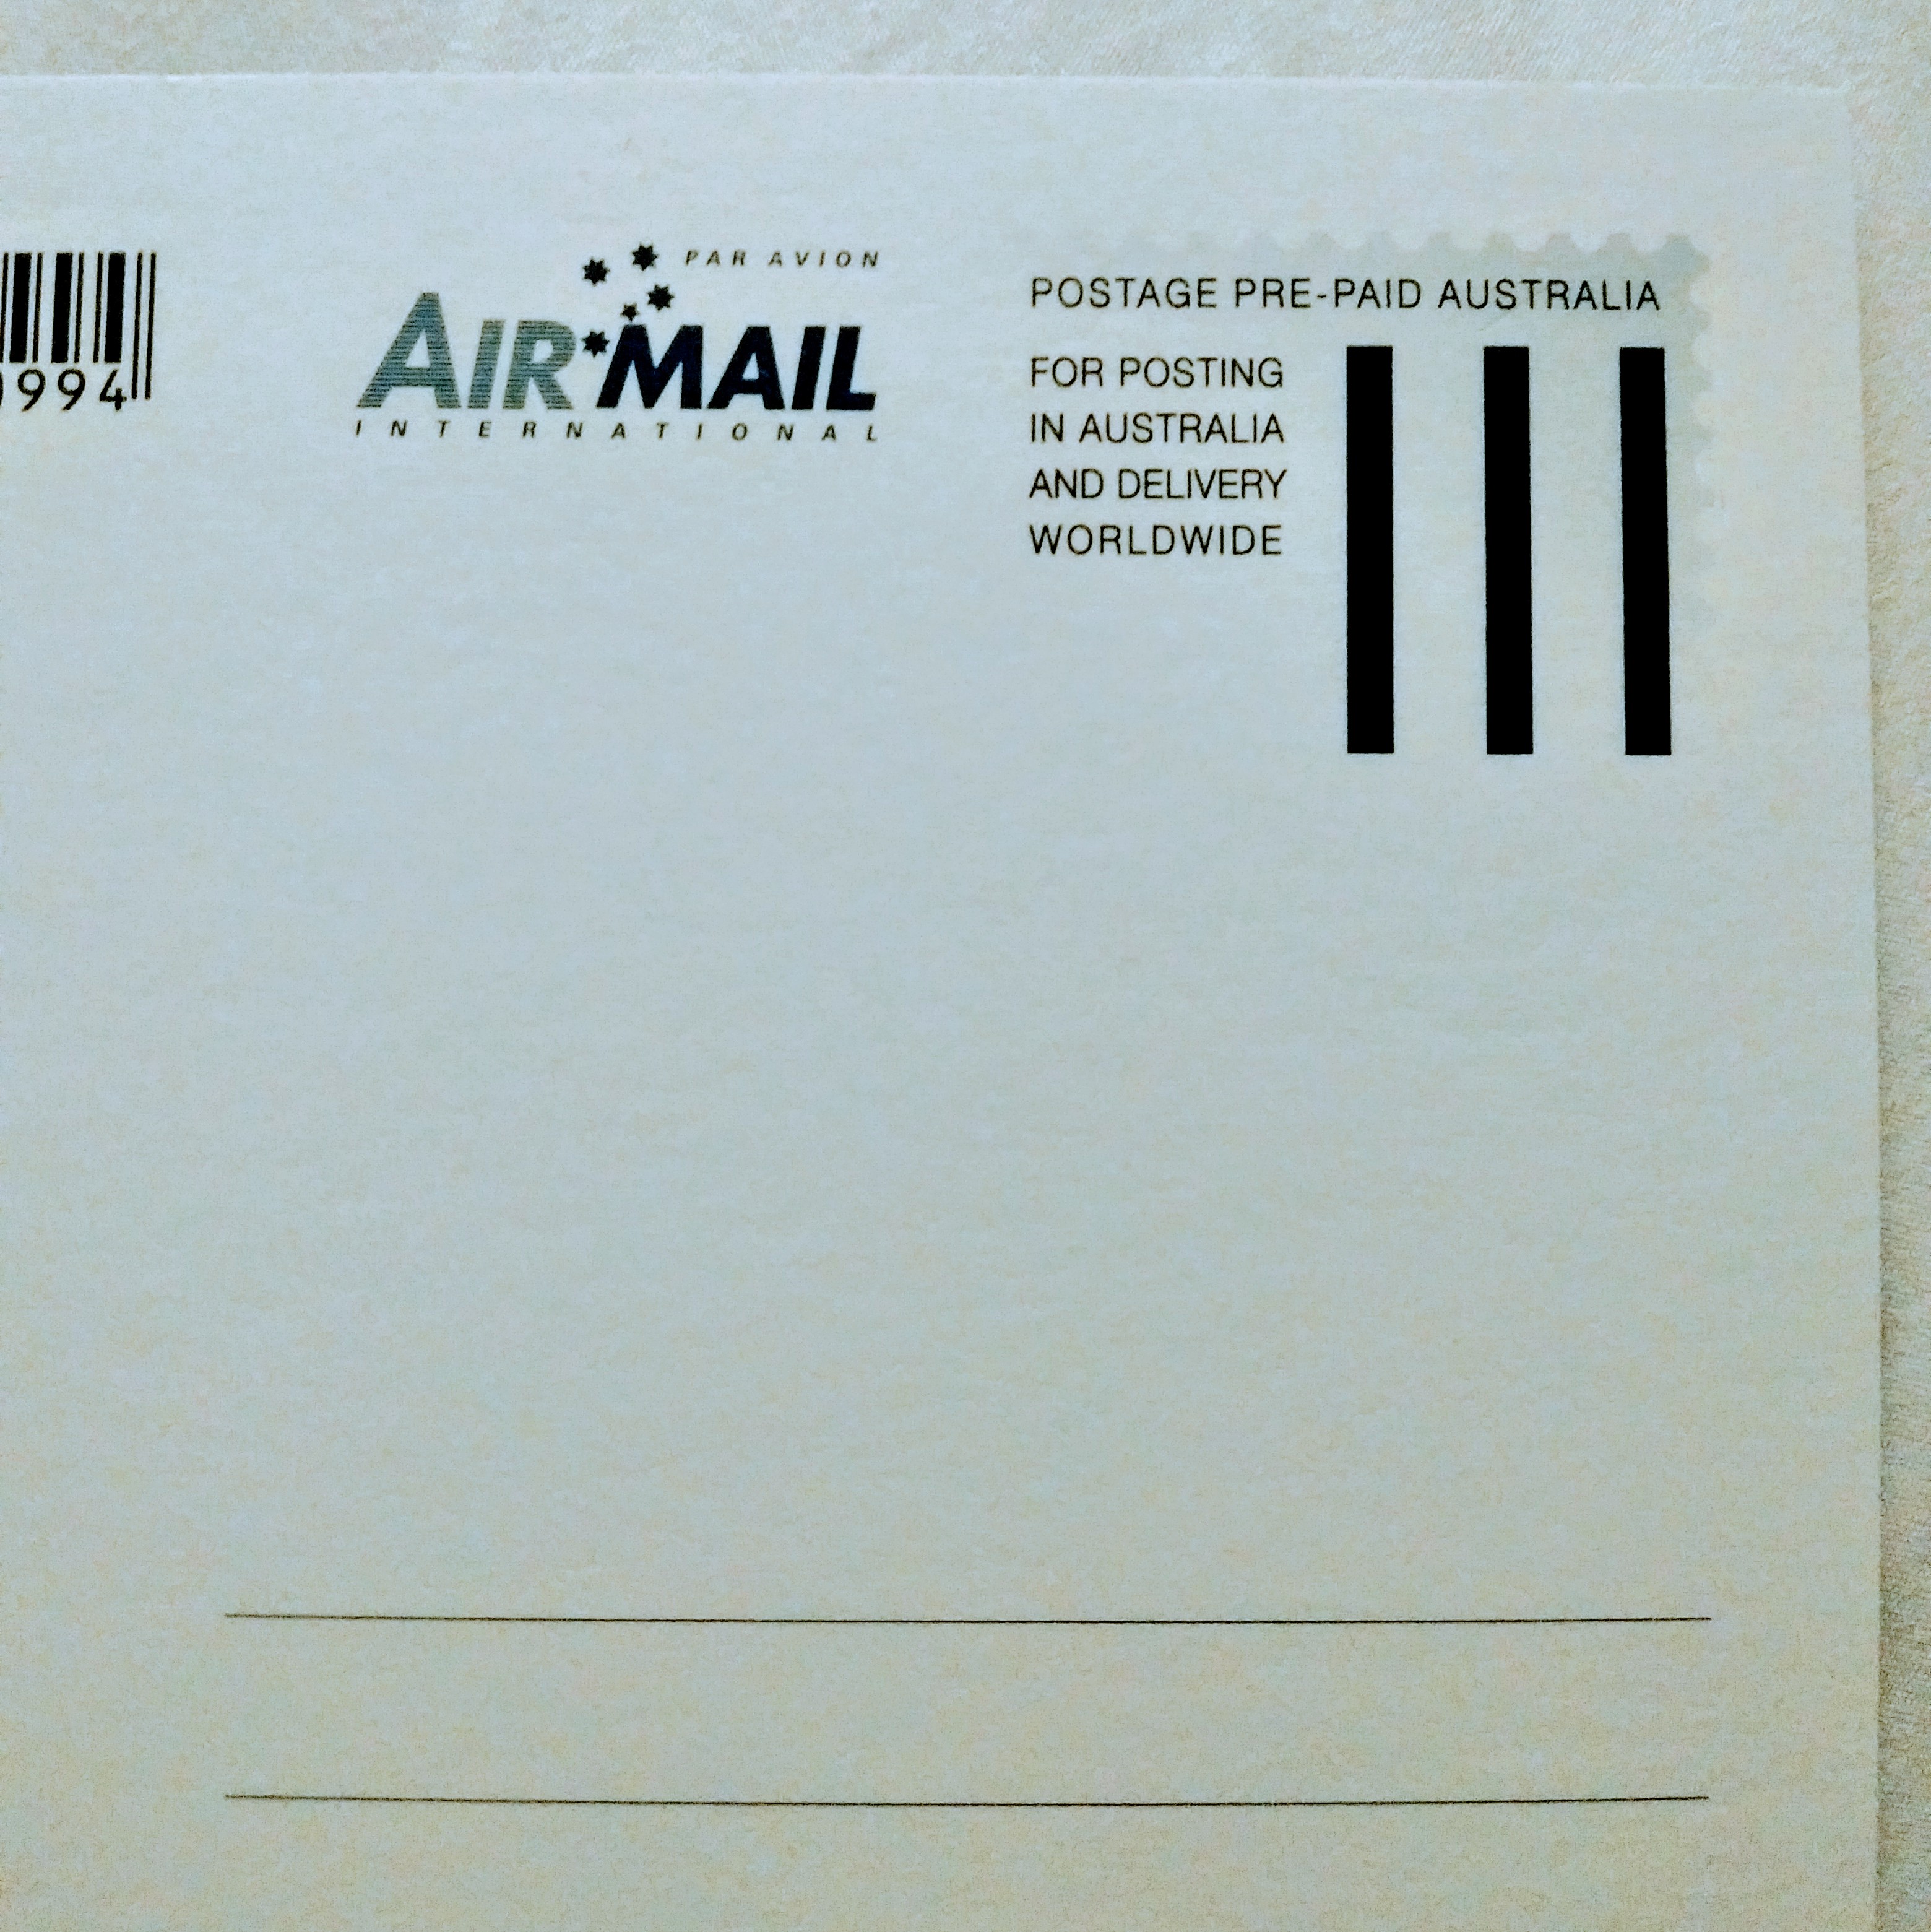 994
PAR AVION
AIR MAIL
INTERNATIONAL
POSTAGE PRE-PAID AUSTRALIA
FOR POSTING
IN AUSTRALIA
AND DELIVERY
WORLDWIDE